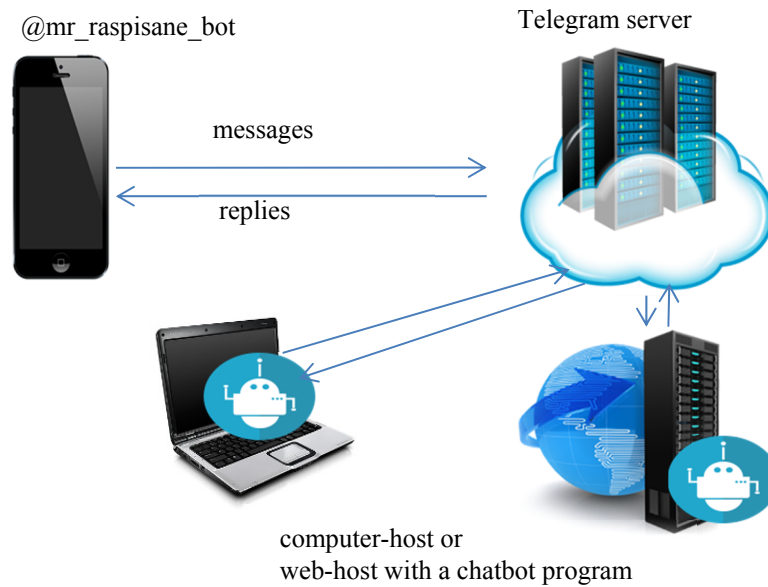 @mr_raspisane_bot
Telegram server
messages
replies
computer-host or
web-host with a chatbot program